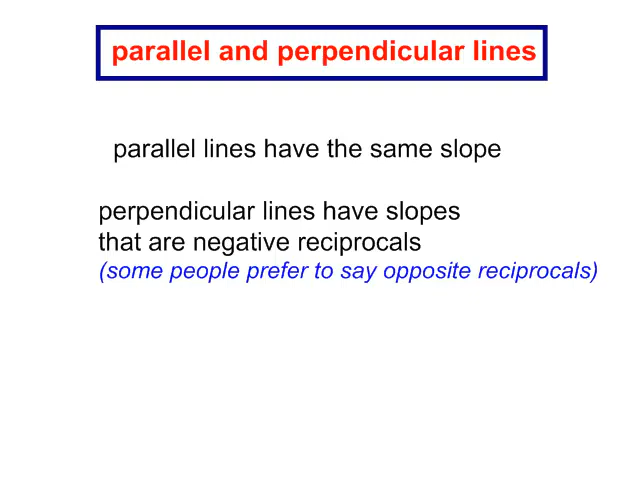 parallel and perpendicular lines
parallel lines have the same slope
perpendicular lines have slopes
that are negative reciprocals
(some people prefer to say opposite reciprocals)